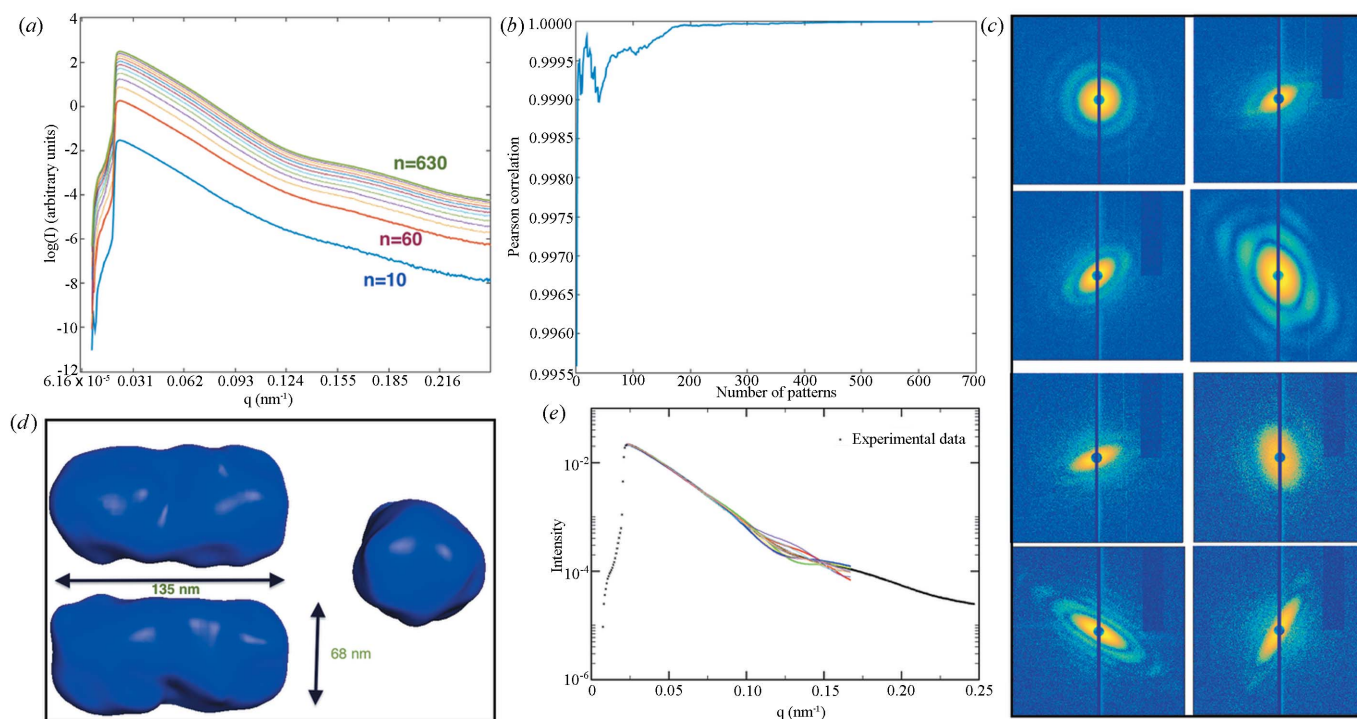 (a)
log(I) (arbitrary units)
4
2
0
-2
-4
-6
-8
-10
-12
n=630
n=60
n=10
6.16 x 10⁻⁵ 0.031 0.062 0.093 0.124 0.155 0.185 0.216
q (nm⁻¹)
(b)
Pearson correlation
1.0000
0.9995
0.9990
0.9985
0.9980
0.9975
0.9970
0.9965
0.9960
0.9955
0 100 200 300 400 500 600 700
Number of patterns
(c)
(d)
135 nm
68 nm
(e)
Experimental data
Intensity
10⁻²
10⁻⁴
10⁻⁶
0 0.05 0.10 0.15 0.20 0.25
q (nm⁻¹)